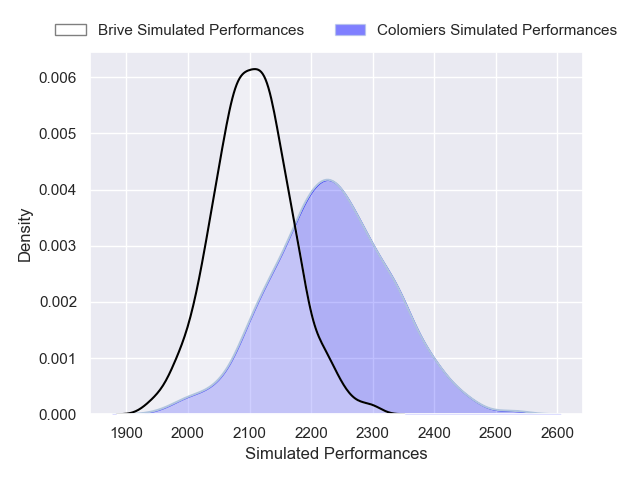 Brive Simulated Performances Colomiers Simulated Performances
0.006
0.005
0.004
0.003
0.002
0.001
0.000
Density
1900 2000 2100 2200 2300 2400 2500 2600
Simulated Performances